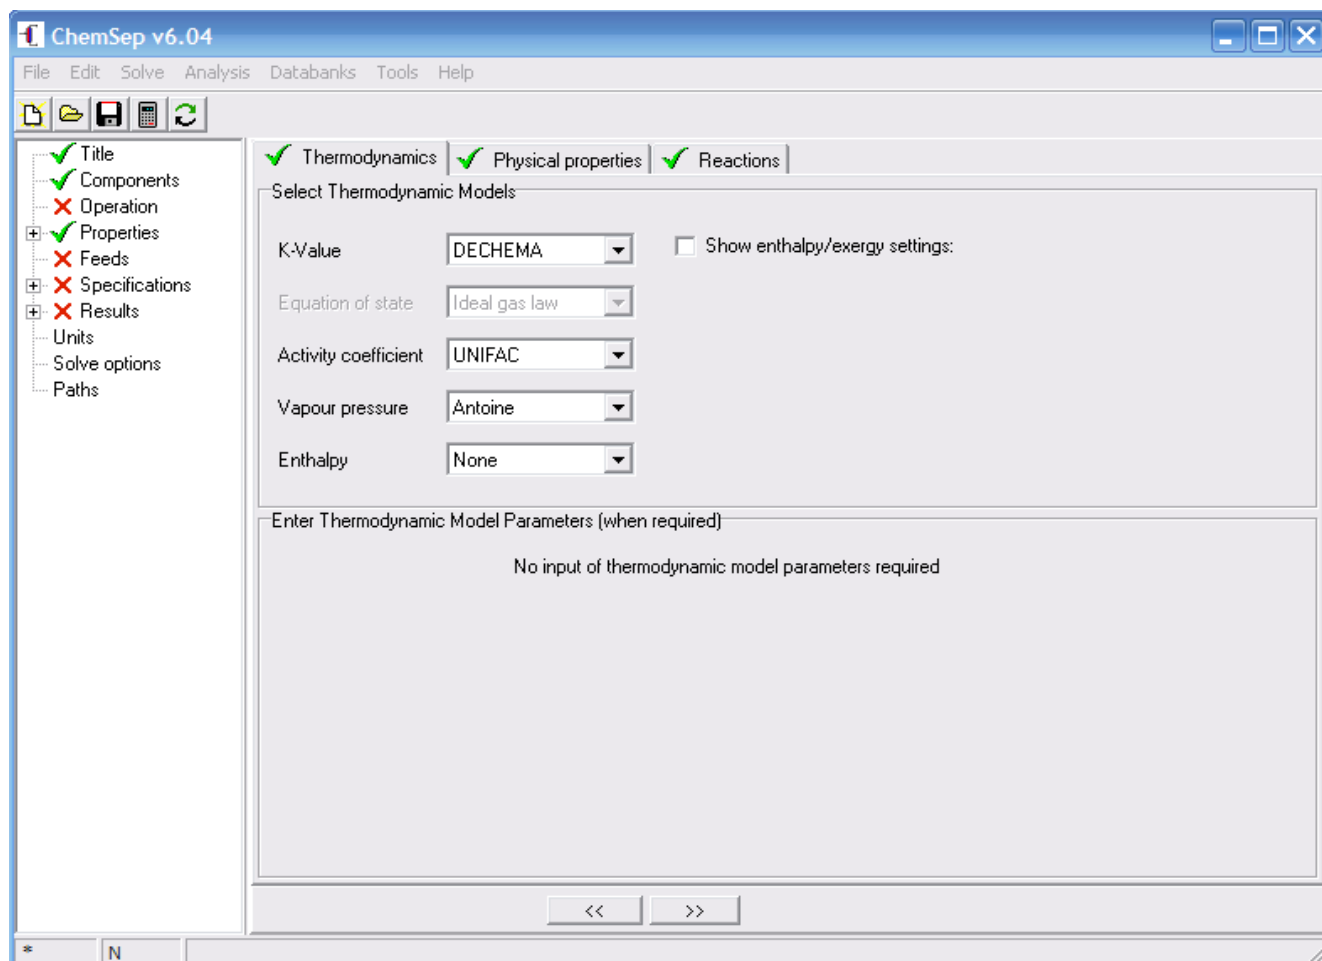 ChemSep v6.04
File Edit Solve Analysis Databanks Tools Help
Title
Components
Operation
Properties
Feeds
Specifications
Results
Units
Solve options
Paths
Thermodynamics Physical properties Reactions
Select Thermodynamic Models
K-Value DECHEMA Show enthalpy/exergy settings:
Equation of state Ideal gas law
Activity coefficient UNIFAC
Vapour pressure Antoine
Enthalpy None
Enter Thermodynamic Model Parameters (when required)
No input of thermodynamic model parameters required
<< >>
* N